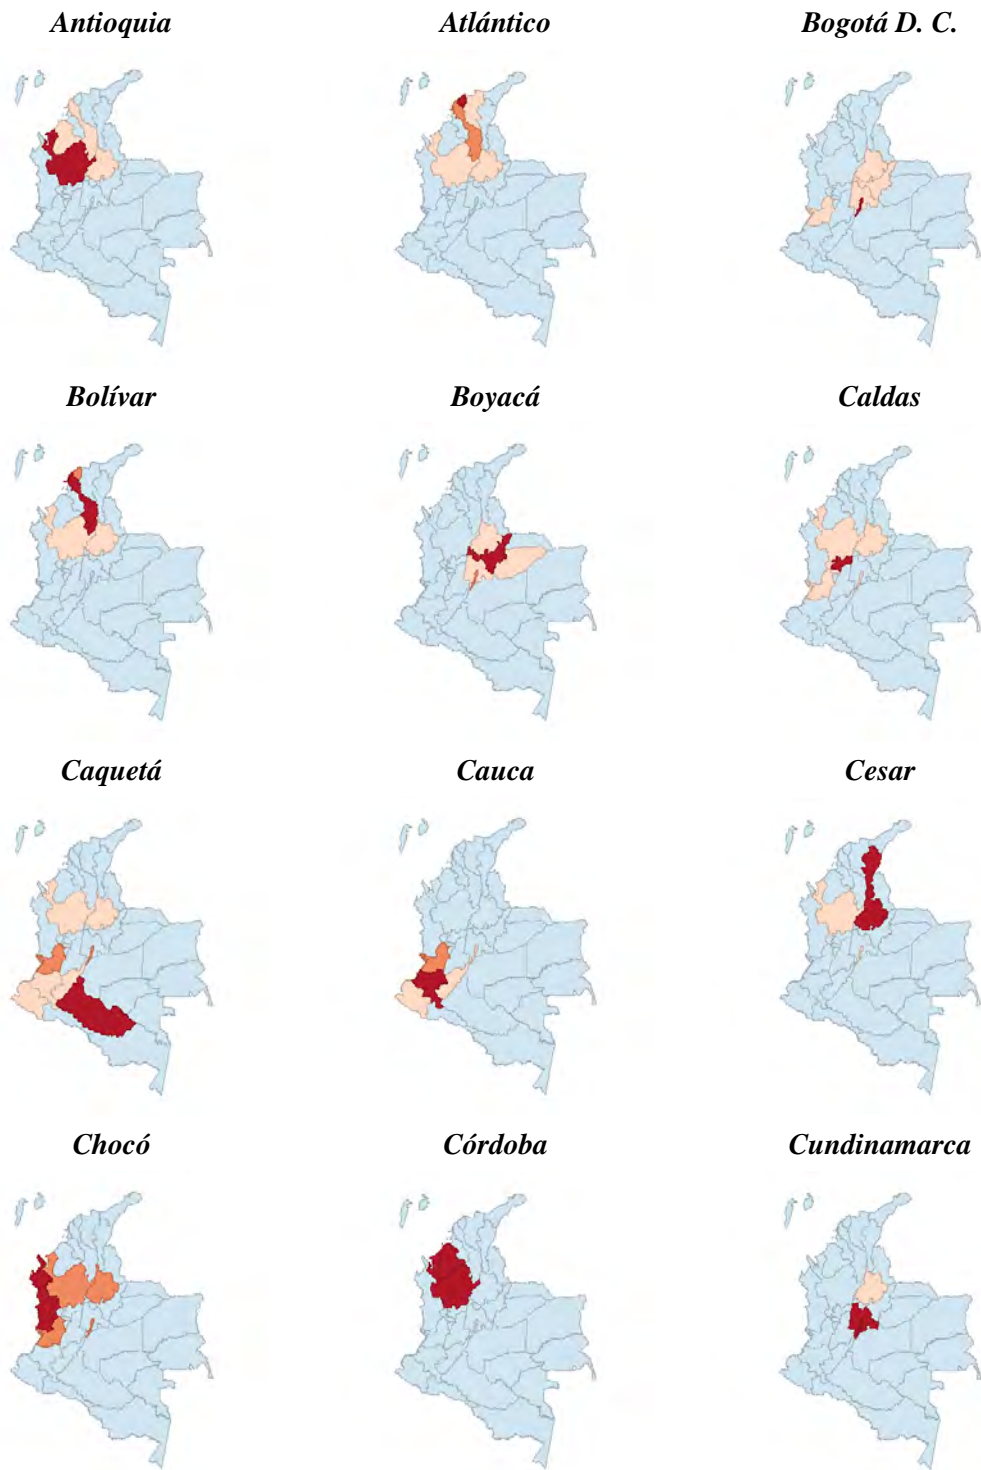 Antioquia
Atlántico
Bogotá D. C.
Bolívar
Boyacá
Caldas
Caquetá
Cauca
Cesar
Chocó
Córdoba
Cundinamarca